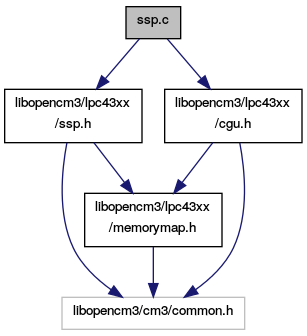 ssp.c
libopencm3/lpc43xx
/ssp.h
libopencm3/lpc43xx
/cgu.h
libopencm3/lpc43xx
/memorymap.h
libopencm3/cm3/common.h